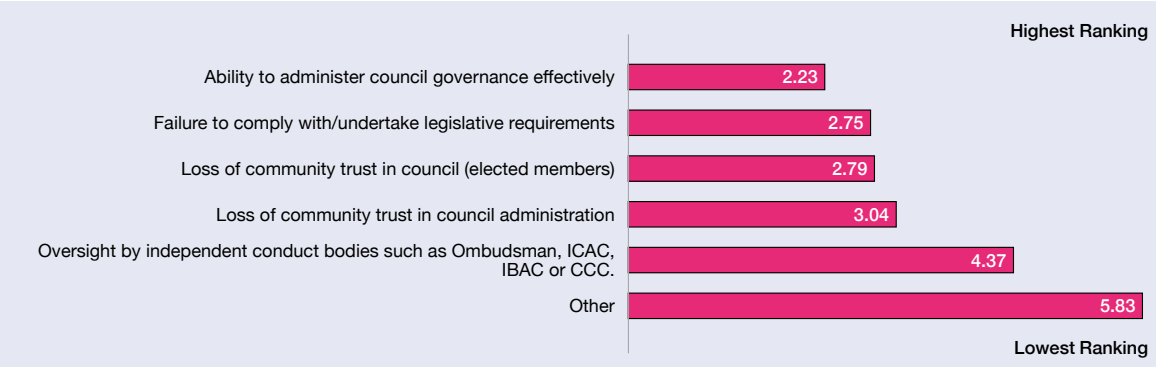 Highest Ranking
Ability to administer council governance effectively 2.23
Failure to comply with/undertake legislative requirements 2.75
Loss of community trust in council (elected members) 2.79
Loss of community trust in council administration 3.04
Oversight by independent conduct bodies such as Ombudsman, ICAC,
IBAC or CCC. 4.37
Other 5.83
Lowest Ranking